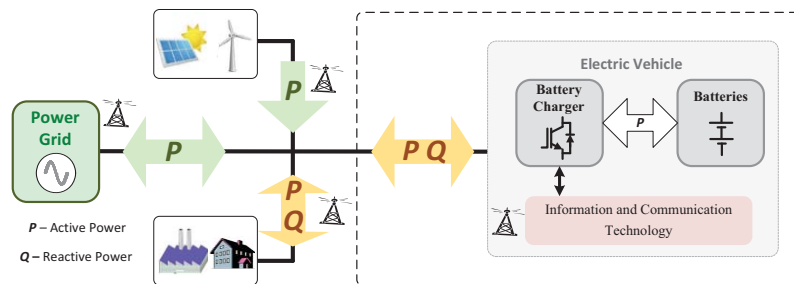 Electric Vehicle
Battery
Charger
Batteries
P
Power
Grid
P
P
P Q
P
Q
Information and Communication
Technology
P – Active Power
Q – Reactive Power